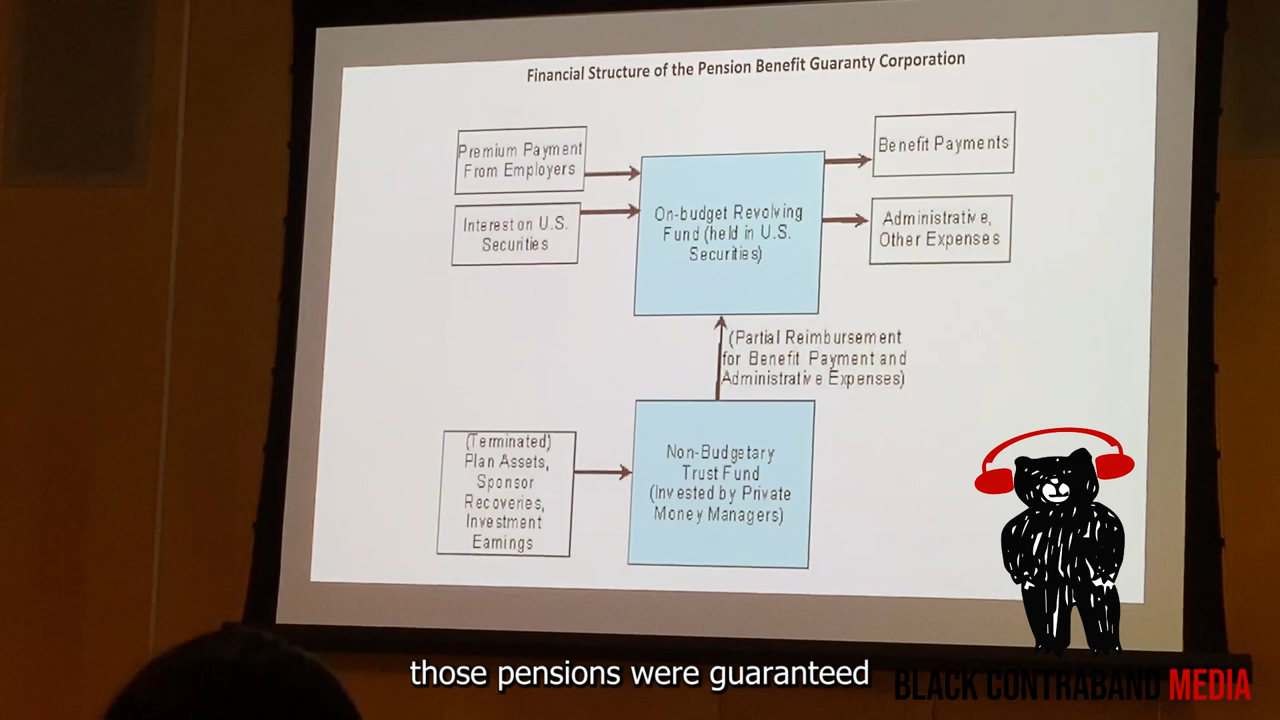 Financial Structure of the Pension Benefit Guaranty Corporation
Premium Payment
From Employers
Interest on U.S.
Securities
On-budget Revolving
Fund (held in U.S.
Securities)
Benefit Payments
Administrative,
Other Expenses
(Partial Reimbursement
for Benefit Payment and
Administrative Expenses)
(Terminated)
Plan Assets,
Sponsor
Recoveries,
Investment
Earnings
Non-Budgetary
Trust Fund
(Invested by Private
Money Managers)
those pensions were guaranteed
BLACK CONTRABAND MEDIA